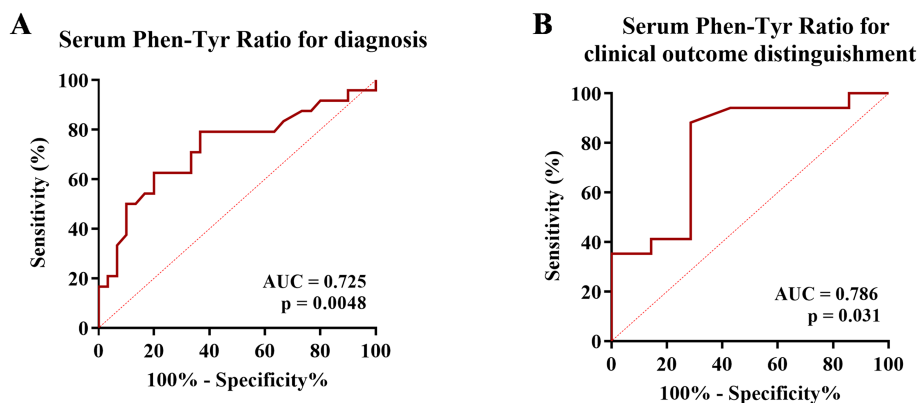 A
Serum Phen-Tyr Ratio for diagnosis
100
80
60
40
20
0
Sensitivity (%)
AUC = 0.725
p = 0.0048
0 20 40 60 80 100
100% - Specificity%
B
Serum Phen-Tyr Ratio for
clinical outcome distinguishment
100
80
60
40
20
0
Sensitivity (%)
AUC = 0.786
p = 0.031
0 20 40 60 80 100
100% - Specificity%